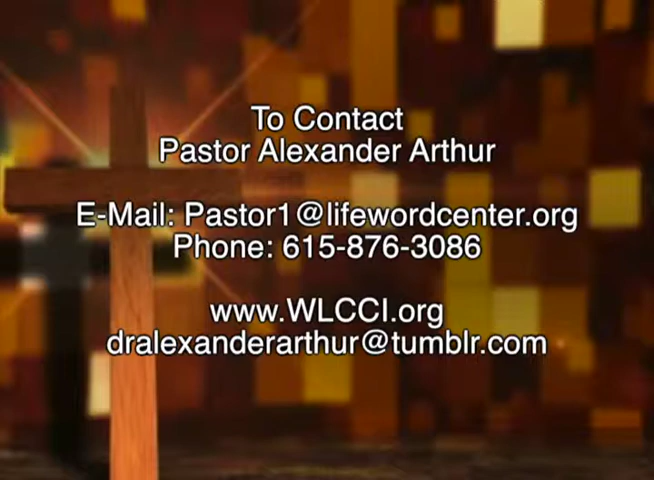 To Contact
Pastor Alexander Arthur
E-Mail: Pastor1@lifewordcenter.org
Phone: 615-876-3086
www.WLCCI.org
dralexanderarthur@tumblr.com